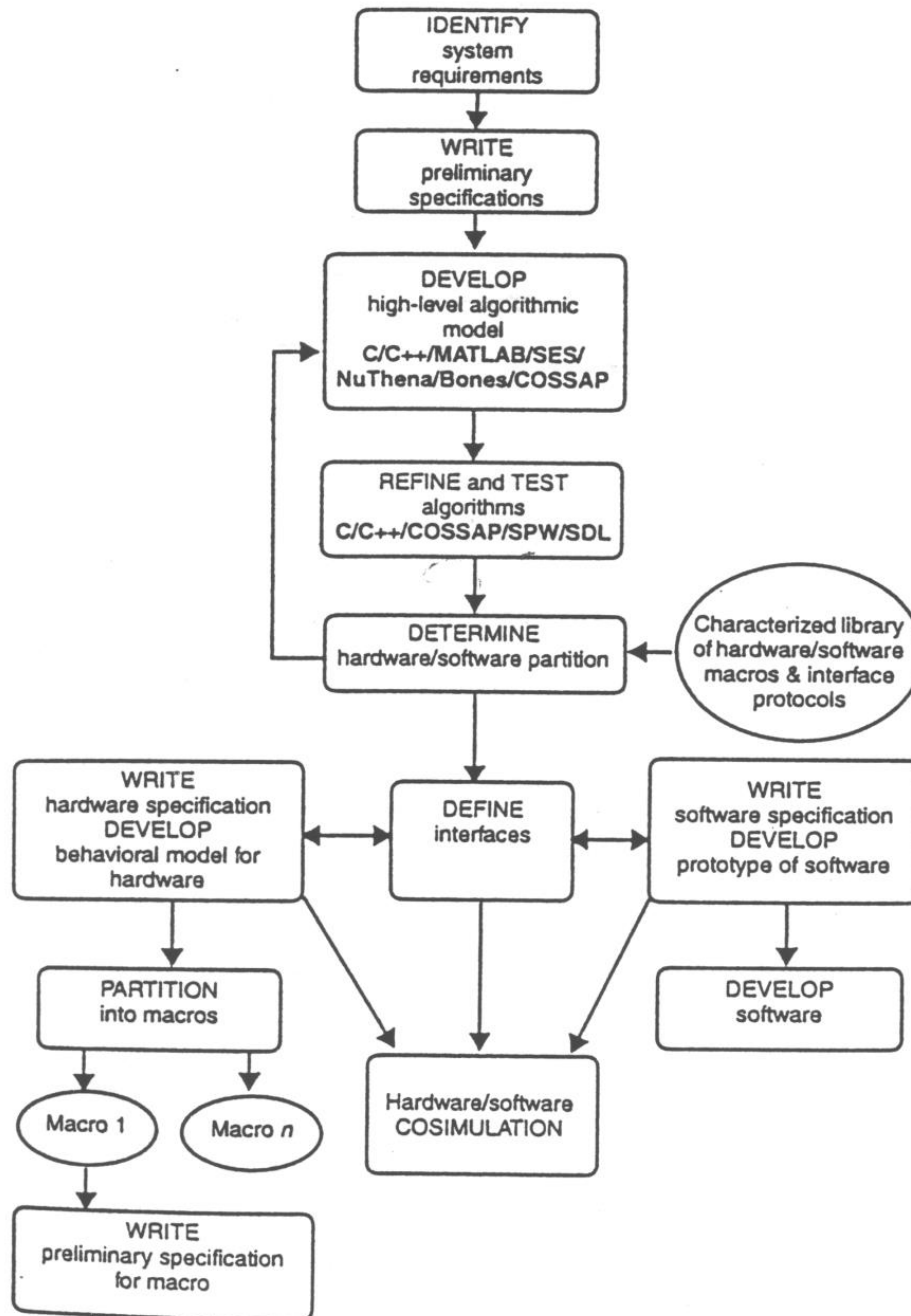 IDENTIFY
system
requirements
WRITE
preliminary
specifications
DEVELOP
high-level algorithmic
model
C/C++/MATLAB/SES/
NuThena/Bones/COSSAP
REFINE and TEST
algorithms
C/C++/COSSAP/SPW/SDL
DETERMINE
hardware/software partition
Characterized library
of hardware/software
macros & interface
protocols
WRITE
hardware specification
DEVELOP
behavioral model for
hardware
DEFINE
interfaces
WRITE
software specification
DEVELOP
prototype of software
PARTITION
into macros
DEVELOP
software
Macro 1
Macro n
Hardware/software
COSIMULATION
WRITE
preliminary specification
for macro